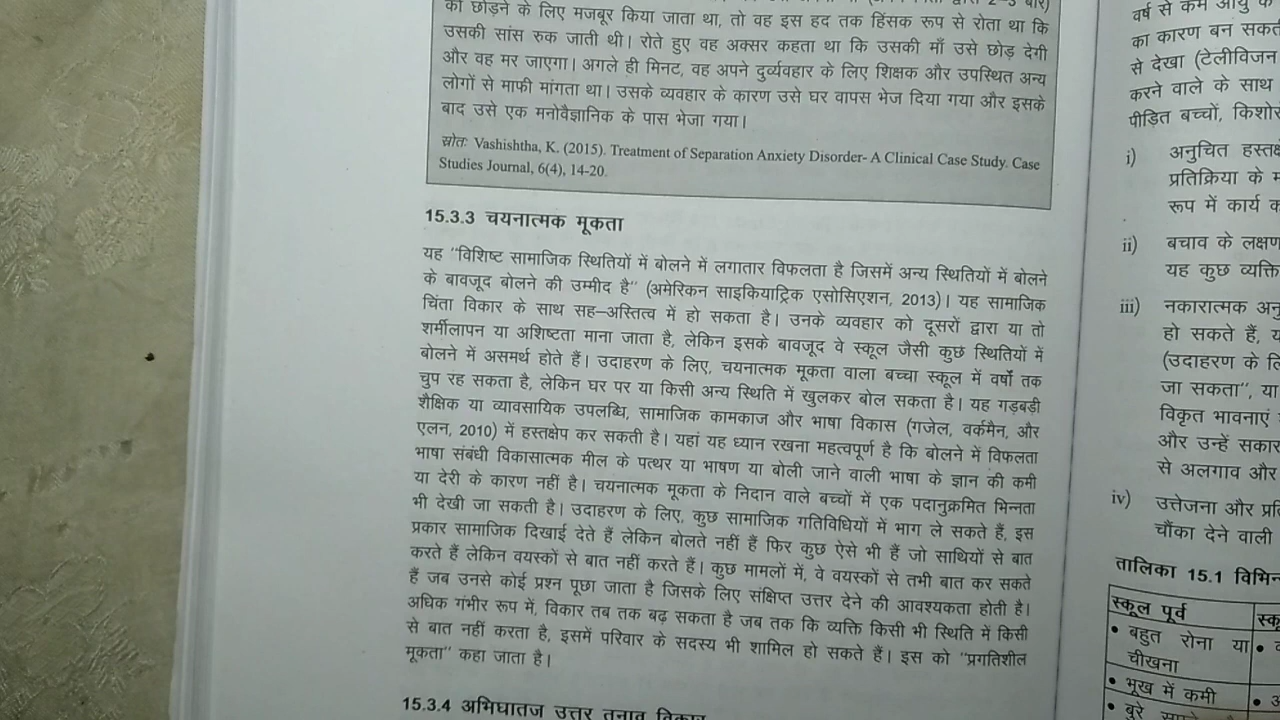 को छोड़ने के लिए मजबूर किया जाता था, तो वह इस हद तक हिंसक रूप से रोता था कि
उसकी सांस रुक जाती थी। रोते हुए वह अक्सर कहता था कि उसकी माँ उसे छोड़ देगी
और वह मर जाएगा। अगले ही मिनट, वह अपने दुर्व्यवहार के लिए शिक्षक और उपस्थित अन्य
लोगों से माफी मांगता था। उसके व्यवहार के कारण उसे घर वापस भेज दिया गया और इसके
बाद उसे एक मनोवैज्ञानिक के पास भेजा गया।
स्रोतः Vashishtha, K. (2015). Treatment of Separation Anxiety Disorder- A Clinical Case Study. Case
Studies Journal, 6(4), 14-20.
15.3.3 चयनात्मक मूकता
यह "विशिष्ट सामाजिक स्थितियों में बोलने में लगातार विफलता है जिसमें अन्य स्थितियों में बोलने
के बावजूद बोलने की उम्मीद है" (अमेरिकन साइकियाट्रिक एसोसिएशन, 2013)। यह सामाजिक
चिंता विकार के साथ सह–अस्तित्व में हो सकता है। उनके व्यवहार को दूसरों द्वारा या तो
शर्मीलापन या अशिष्टता माना जाता है, लेकिन इसके बावजूद वे स्कूल जैसी कुछ स्थितियों में
बोलने में असमर्थ होते हैं। उदाहरण के लिए, चयनात्मक मूकता वाला बच्चा स्कूल में वर्षों तक
चुप रह सकता है, लेकिन घर पर या किसी अन्य स्थिति में खुलकर बोल सकता है। यह गड़बड़ी
शैक्षिक या व्यावसायिक उपलब्धि, सामाजिक कामकाज और भाषा विकास (गजेल, वर्कमैन, और
एलन, 2010) में हस्तक्षेप कर सकती है। यहां यह ध्यान रखना महत्वपूर्ण है कि बोलने में विफलता
भाषा संबंधी विकासात्मक मील के पत्थर या भाषण या बोली जाने वाली भाषा के ज्ञान की कमी
या देरी के कारण नहीं है। चयनात्मक मूकता के निदान वाले बच्चों में एक पदानुक्रमित भिन्नता
भी देखी जा सकती है। उदाहरण के लिए, कुछ सामाजिक गतिविधियों में भाग ले सकते हैं, इस
प्रकार सामाजिक दिखाई देते हैं लेकिन बोलते नहीं हैं फिर कुछ ऐसे भी हैं जो साथियों से बात
करते हैं लेकिन वयस्कों से बात नहीं करते हैं। कुछ मामलों में, वे वयस्कों से तभी बात कर सकते
हैं जब उनसे कोई प्रश्न पूछा जाता है जिसके लिए संक्षिप्त उत्तर देने की आवश्यकता होती है।
अधिक गंभीर रूप में, विकार तब तक बढ़ सकता है जब तक कि व्यक्ति किसी भी स्थिति में किसी
से बात नहीं करता है, इसमें परिवार के सदस्य भी शामिल हो सकते हैं। इस को "प्रगतिशील
मूकता" कहा जाता है।
15.3.4 अभिघातज उत्तर तनाव विकार
वर्ष से कम आयु के
का कारण बन सकत
से देखा (टेलीविजन
करने वाले के साथ
पीड़ित बच्चों, किशोर
i) अनुचित हस्तक्षे
प्रतिक्रिया के म
रूप में कार्य क
ii) बचाव के लक्षण
यह कुछ व्यक्ति
iii) नकारात्मक अनु
हो सकते हैं, य
(उदाहरण के लि
जा सकता", या
विकृत भावनाएं
और उन्हें सकार
से अलगाव और
iv) उत्तेजना और प्रति
चौंका देने वाली
तालिका 15.1 विभिन्
स्कूल पूर्व
• बहुत रोना या
चीखना
• भूख में कमी
• बुरे